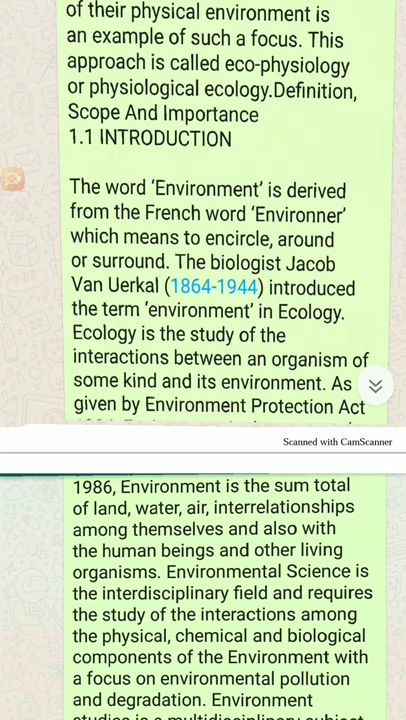 of their physical environment is
an example of such a focus. This
approach is called eco-physiology
or physiological ecology.Definition,
Scope And Importance
1.1 INTRODUCTION
The word ‘Environment’ is derived
from the French word ‘Environner’
which means to encircle, around
or surround. The biologist Jacob
Van Uerkal (1864-1944) introduced
the term ‘environment’ in Ecology.
Ecology is the study of the
interactions between an organism of
some kind and its environment. As
given by Environment Protection Act
Scanned with CamScanner
1986, Environment is the sum total
of land, water, air, interrelationships
among themselves and also with
the human beings and other living
organisms. Environmental Science is
the interdisciplinary field and requires
the study of the interactions among
the physical, chemical and biological
components of the Environment with
a focus on environmental pollution
and degradation. Environment
studies is a multidisciplinary subject